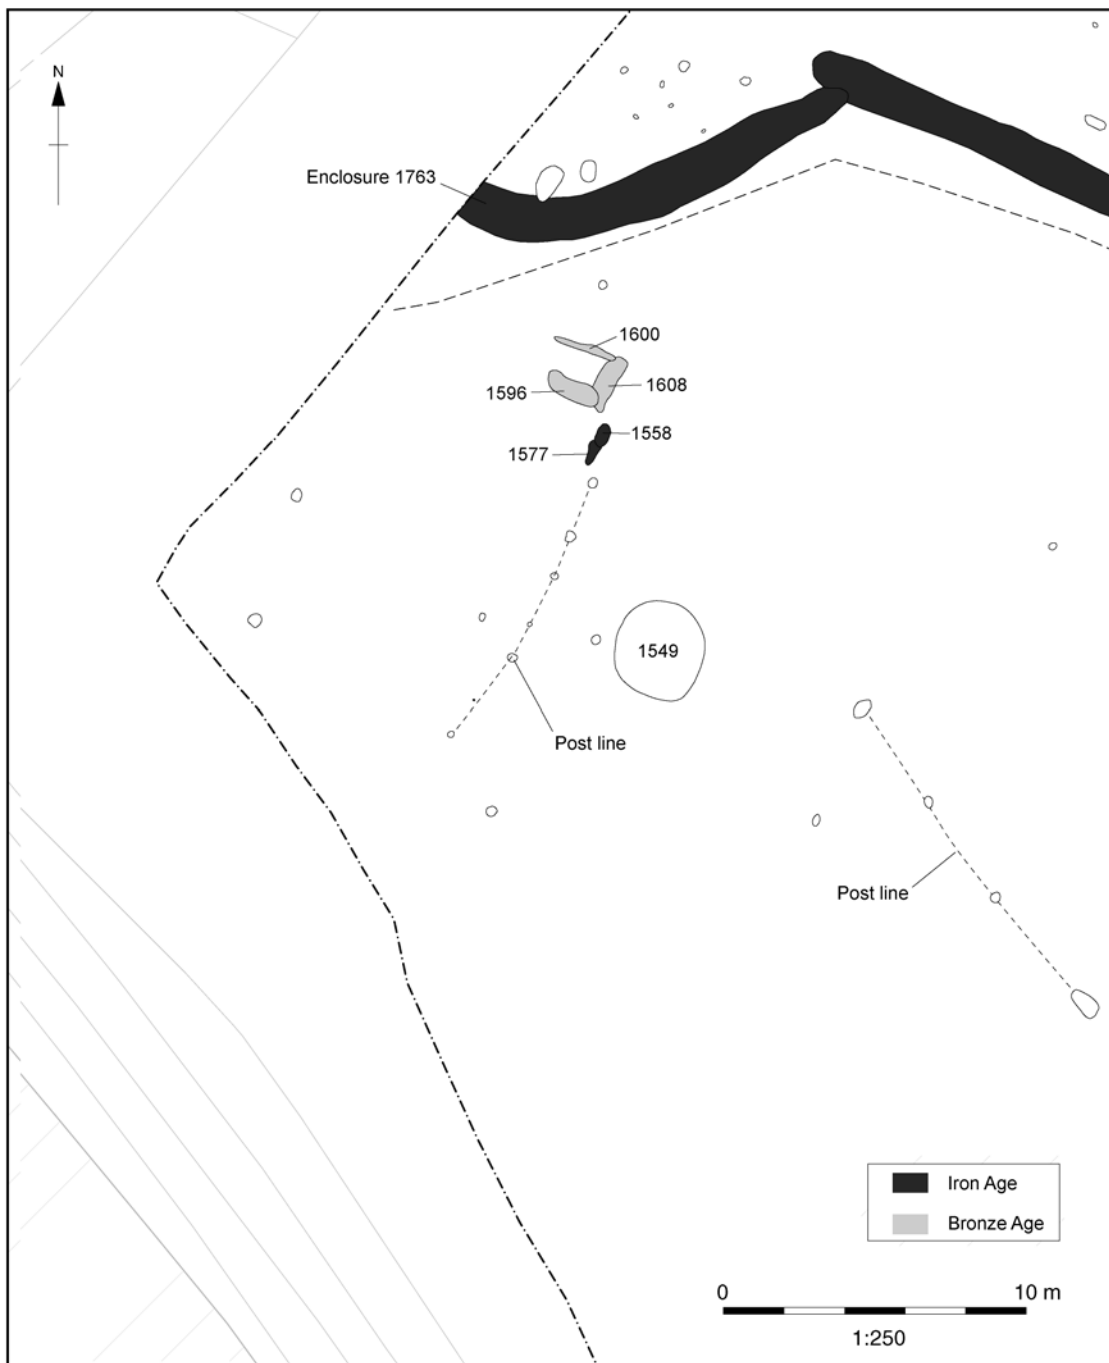 N
Enclosure 1763
1600
1608
1596
1558
1577
1549
Post line
Post line
Iron Age
Bronze Age
0 10 m
1:250